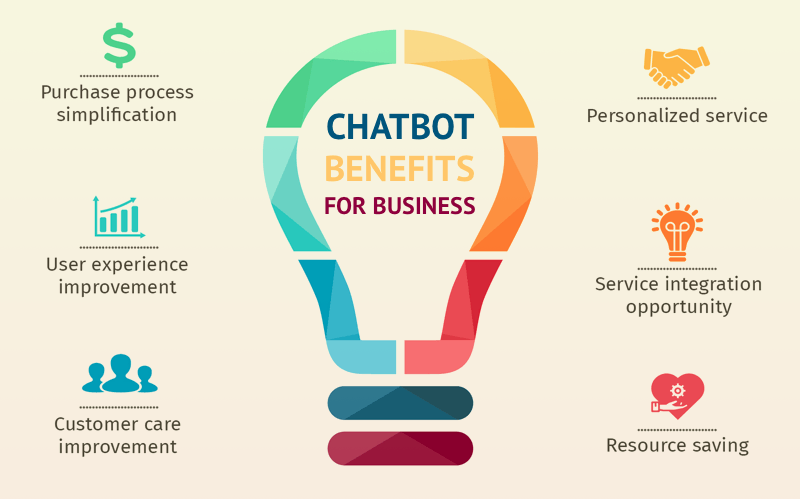 CHATBOT
BENEFITS
FOR BUSINESS
Purchase process
simplification
User experience
improvement
Customer care
improvement
Personalized service
Service integration
opportunity
Resource saving